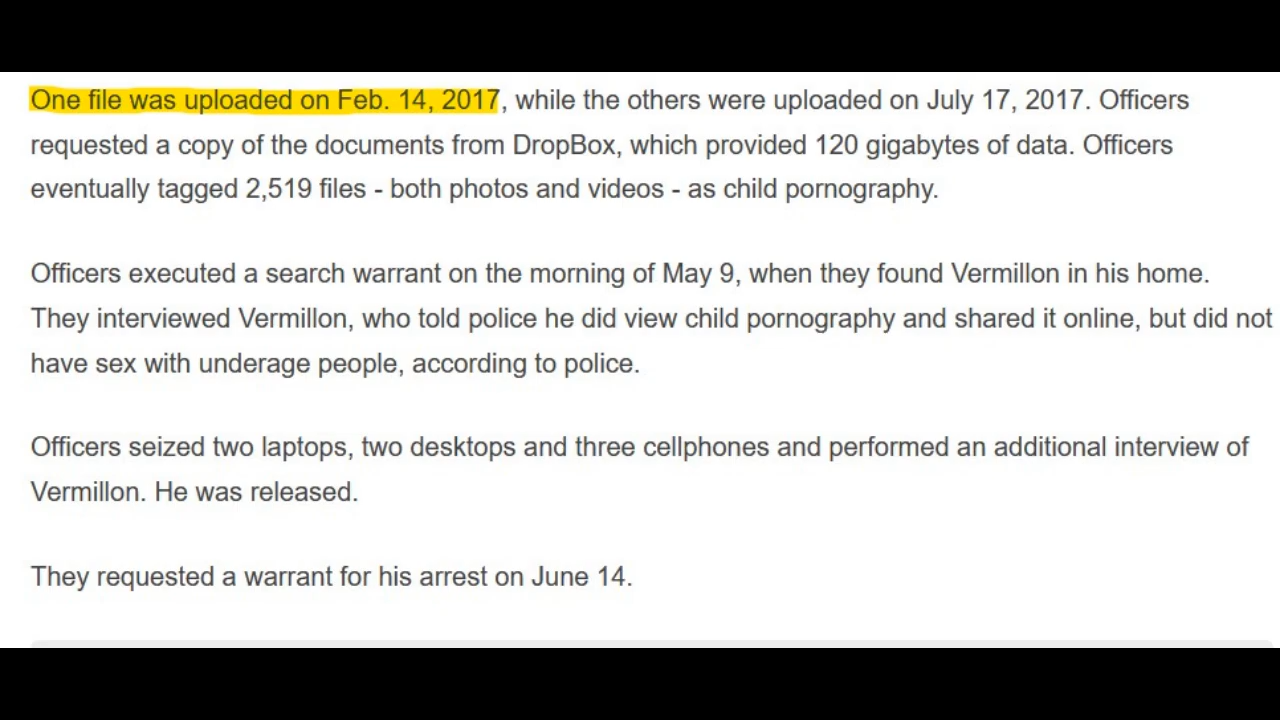 One file was uploaded on Feb. 14, 2017, while the others were uploaded on July 17, 2017. Officers
requested a copy of the documents from DropBox, which provided 120 gigabytes of data. Officers
eventually tagged 2,519 files - both photos and videos - as child pornography.
Officers executed a search warrant on the morning of May 9, when they found Vermillon in his home.
They interviewed Vermillon, who told police he did view child pornography and shared it online, but did not
have sex with underage people, according to police.
Officers seized two laptops, two desktops and three cellphones and performed an additional interview of
Vermillon. He was released.
They requested a warrant for his arrest on June 14.